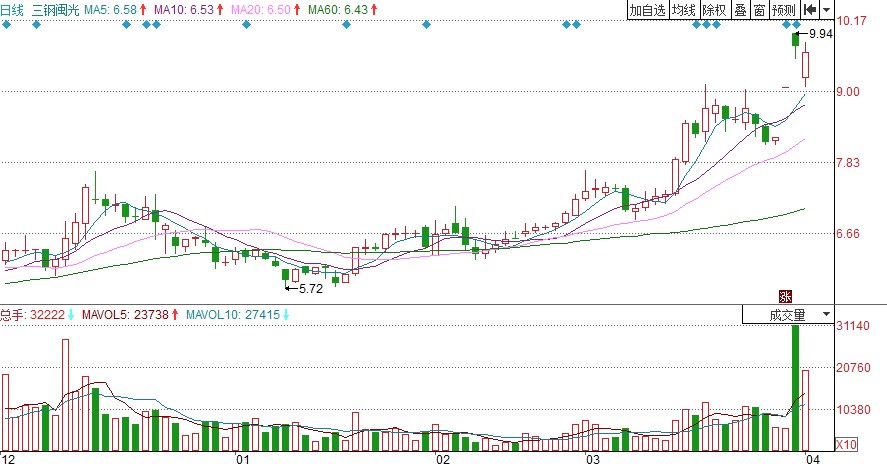 日线 三钢闽光 MA5: 6.58↑ MA10: 6.53↑ MA20: 6.50↑ MA60: 6.43↑ 加自选 均线 除权 叠 窗 预测
10.17
9.94
9.00
7.83
6.66
5.72
涨
总手: 32222↓ MAVOL5: 23738↑ MAVOL10: 27415↓ 成交量
31140
20760
10380
X10
12 01 02 03 04